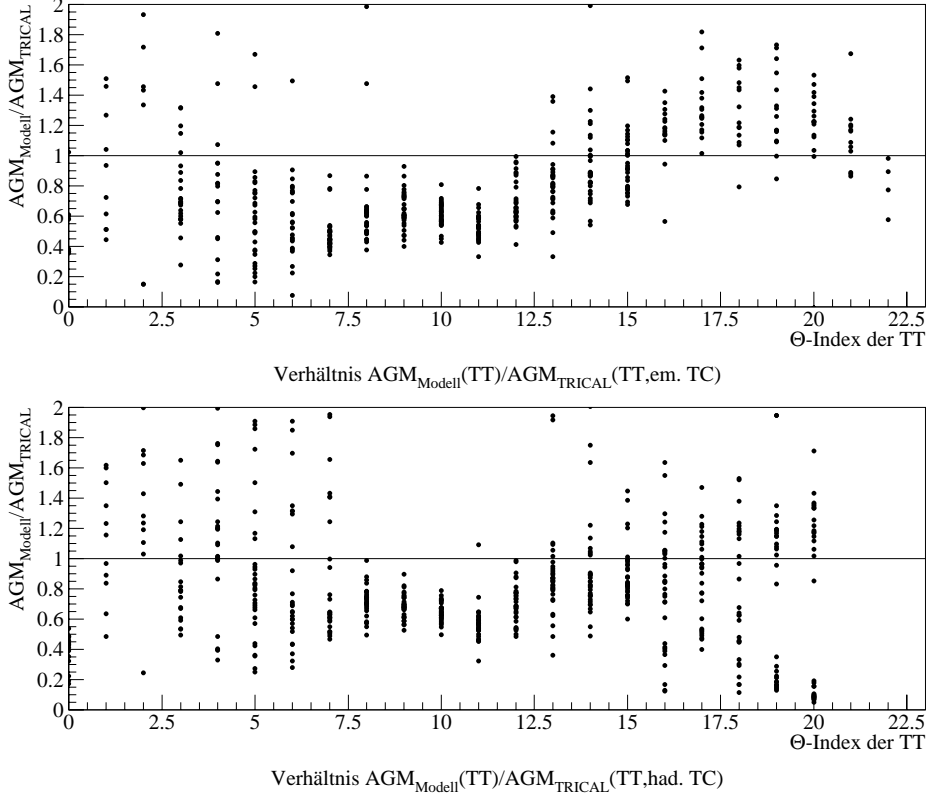 AGM_Modell/AGM_TRICAL
2
1.8
1.6
1.4
1.2
1
0.8
0.6
0.4
0.2
0
0 2.5 5 7.5 10 12.5 15 17.5 20 22.5
Θ-Index der TT
Verhältnis AGM_Modell(TT)/AGM_TRICAL(TT,em. TC)
AGM_Modell/AGM_TRICAL
2
1.8
1.6
1.4
1.2
1
0.8
0.6
0.4
0.2
0
0 2.5 5 7.5 10 12.5 15 17.5 20 22.5
Θ-Index der TT
Verhältnis AGM_Modell(TT)/AGM_TRICAL(TT,had. TC)